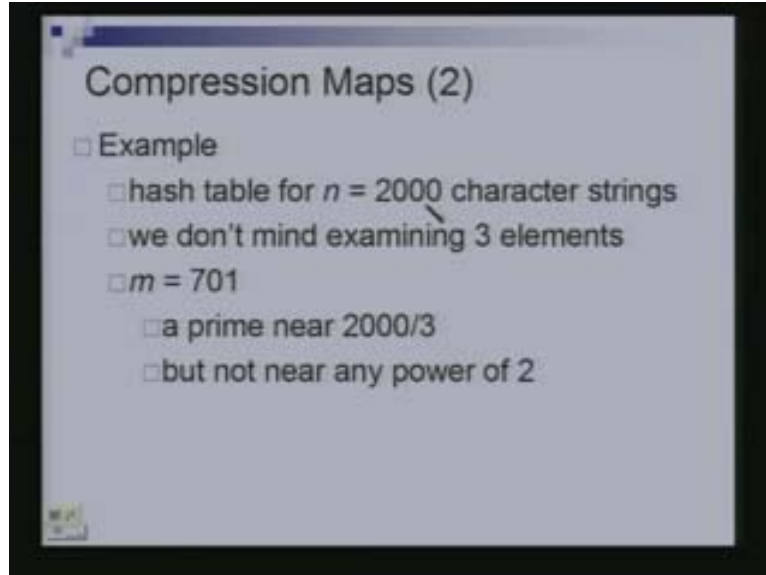 Compression Maps (2)
Example
hash table for n = 2000 character strings
we don't mind examining 3 elements
m = 701
a prime near 2000/3
but not near any power of 2